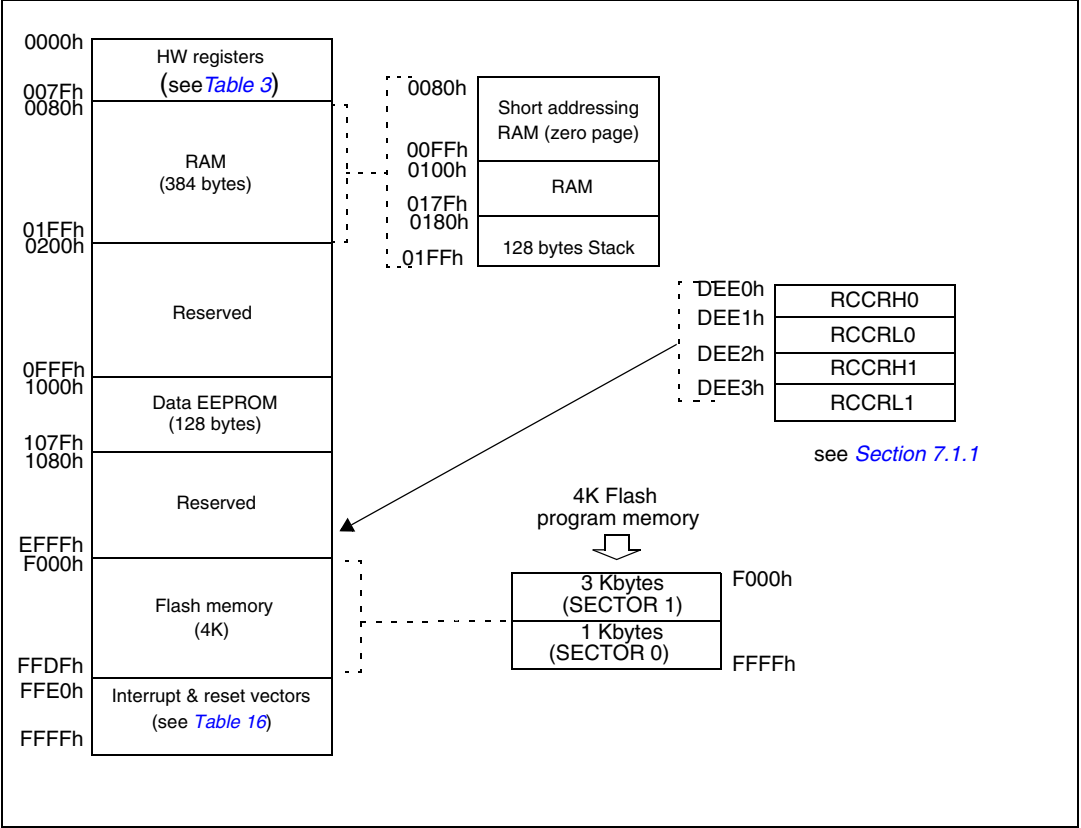 0000h
HW registers
(seeTable 3)
007Fh
0080h
RAM
(384 bytes)
01FFh
0200h
Reserved
0FFFh
1000h
Data EEPROM
(128 bytes)
107Fh
1080h
Reserved
EFFFh
F000h
Flash memory
(4K)
FFDFh
FFE0h
Interrupt & reset vectors
(see Table 16)
FFFFh
0080h
Short addressing
RAM (zero page)
00FFh
0100h
RAM
017Fh
0180h
128 bytes Stack
01FFh
DEE0h
RCCRH0
DEE1h
RCCRL0
DEE2h
RCCRH1
DEE3h
RCCRL1
see Section 7.1.1
4K Flash
program memory
3 Kbytes
(SECTOR 1)
F000h
1 Kbytes
(SECTOR 0)
FFFFh